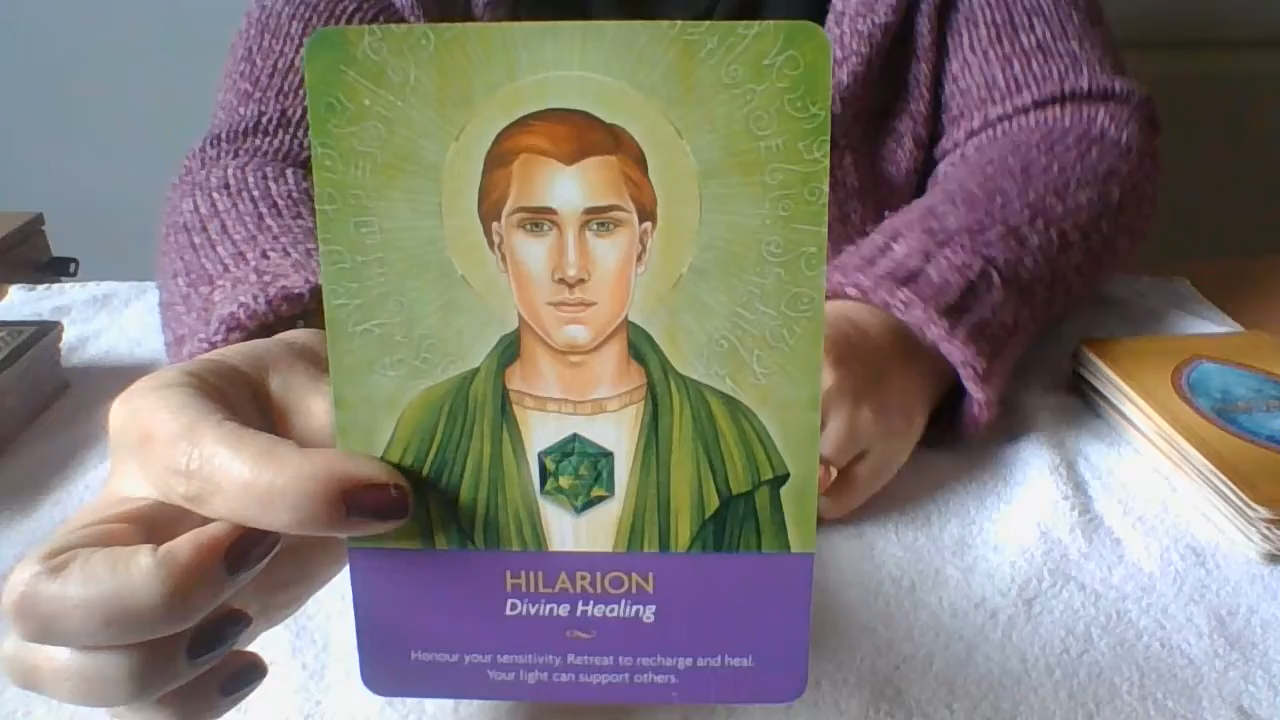 HILARION
Divine Healing
Honour your sensitivity. Retreat to recharge and heal.
Your light can support others.